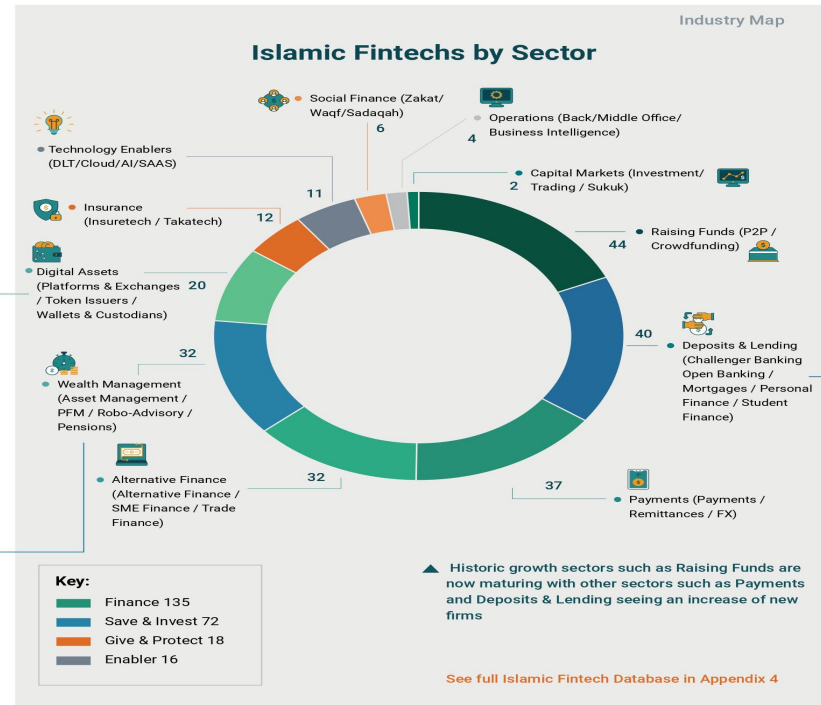 Industry Map
Islamic Fintechs by Sector
Social Finance (Zakat/
Waqf/Sadaqah)
6
Operations (Back/Middle Office/
Business Intelligence)
4
Technology Enablers
(DLT/Cloud/AI/SAAS)
11
Capital Markets (Investment/
Trading / Sukuk)
2
Insurance
(Insuretech / Takatech)
12
Raising Funds (P2P /
Crowdfunding)
44
Digital Assets
(Platforms & Exchanges
/ Token Issuers /
Wallets & Custodians)
20
Deposits & Lending
(Challenger Banking
Open Banking /
Mortgages / Personal
Finance / Student
Finance)
40
Wealth Management
(Asset Management /
PFM / Robo-Advisory /
Pensions)
32
Alternative Finance
(Alternative Finance /
SME Finance / Trade
Finance)
32
Payments (Payments /
Remittances / FX)
37
Key:
Finance 135
Save & Invest 72
Give & Protect 18
Enabler 16
Historic growth sectors such as Raising Funds are
now maturing with other sectors such as Payments
and Deposits & Lending seeing an increase of new
firms
See full Islamic Fintech Database in Appendix 4